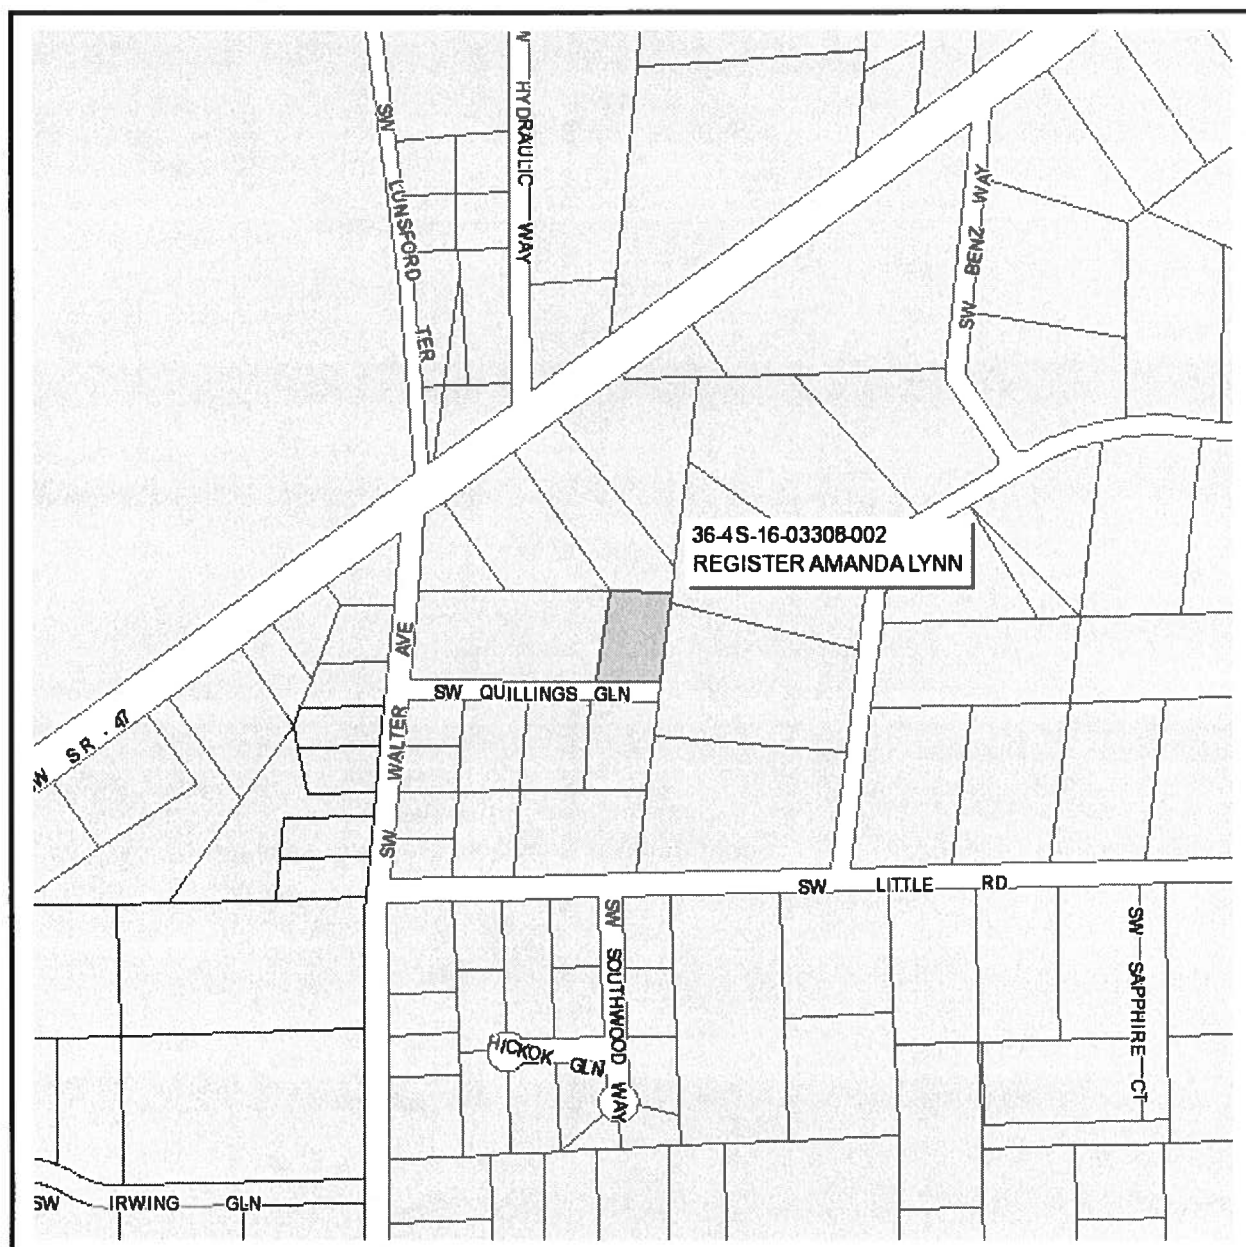 SW LUNSFORD TER
N HYDRAULIC WAY
SW BENZ WAY
36-4S-16-03308-002
REGISTER AMANDA LYNN
SW WALTER AVE
SW QUILLINGS GLN
W SR - 47
SW LITTLE RD
SW SOUTHWOOD WAY
SW SAPPHIRE CT
HICKOK GLN
SW IRWING GLN